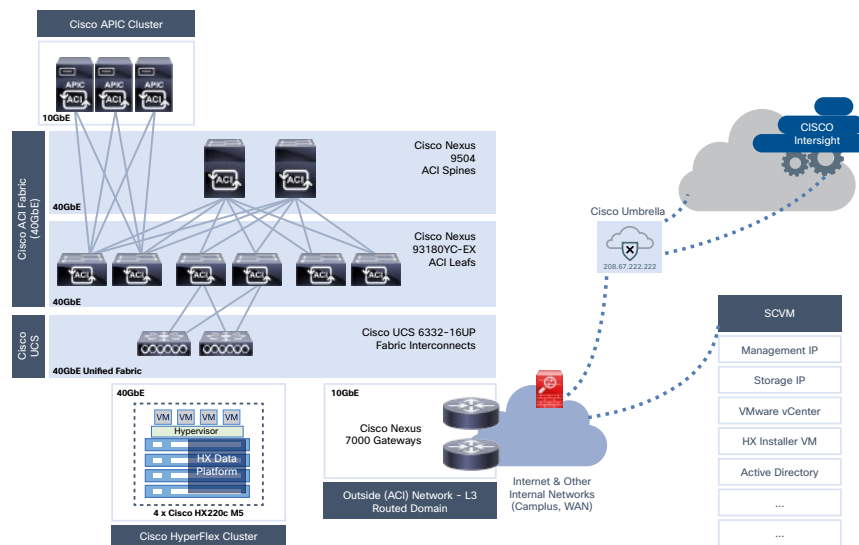 Cisco APIC Cluster
APIC
ACI
APIC
ACI
APIC
ACI
10GbE
Cisco ACI Fabric
(40GbE)
Cisco Nexus
9504
ACI Spines
ACI
ACI
40GbE
Cisco Nexus
93180YC-EX
ACI Leafs
ACI
ACI
ACI
ACI
ACI
ACI
40GbE
Cisco
UCS
Cisco UCS 6332-16UP
Fabric Interconnects
40GbE Unified Fabric
40GbE
VM
VM
VM
VM
Hypervisor
HX Data
Platform
4 x Cisco HX220c M5
Cisco HyperFlex Cluster
10GbE
Cisco Nexus
7000 Gateways
Outside (ACI) Network - L3
Routed Domain
Internet & Other
Internal Networks
(Camplus, WAN)
Cisco Umbrella
208.67.222.222
CISCO
Intersight
SCVM
Management IP
Storage IP
VMware vCenter
HX Installer VM
Active Directory
...
...